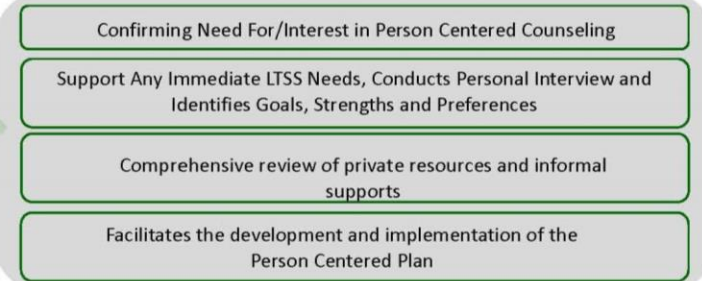 Confirming Need For/Interest in Person Centered Counseling
Support Any Immediate LTSS Needs, Conducts Personal Interview and
Identifies Goals, Strengths and Preferences
Comprehensive review of private resources and informal
supports
Facilitates the development and implementation of the
Person Centered Plan